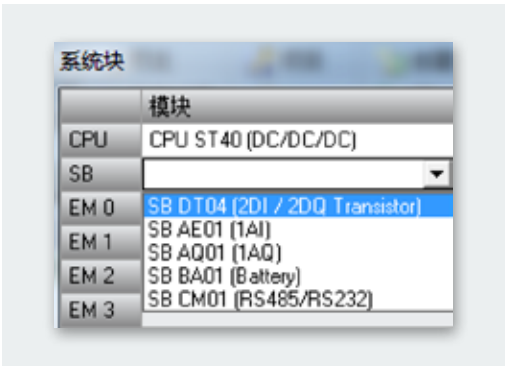 系统块
模块
CPU CPU ST40 (DC/DC/DC)
SB
EM 0 SB DT04 (2DI / 2DQ Transistor)
SB AE01 (1AI)
EM 1 SB AQ01 (1AQ)
EM 2 SB BA01 (Battery)
SB CM01 (RS485/RS232)
EM 3